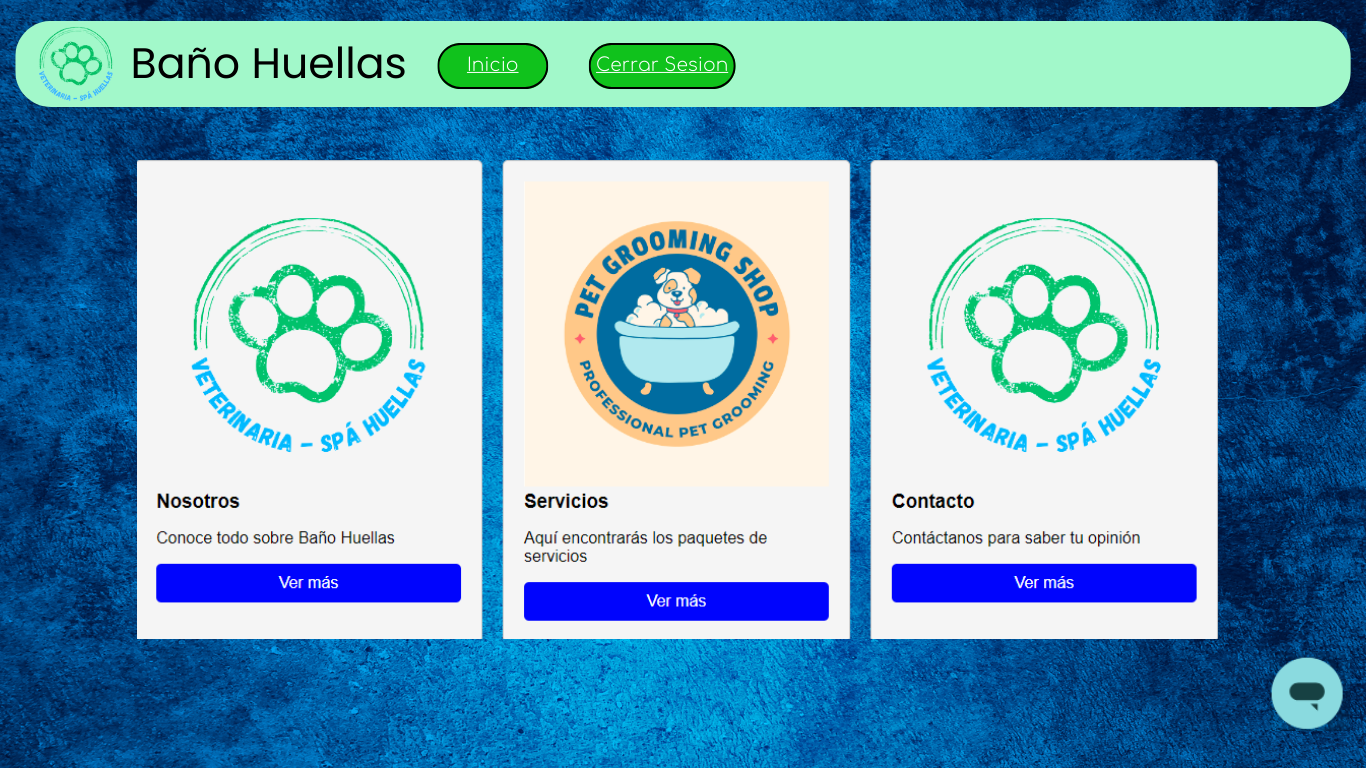 VETERINARIA – SPÁ HUELLAS
Baño Huellas
Inicio
Cerrar Sesion
VETERINARIA – SPÁ HUELLAS
Nosotros
Conoce todo sobre Baño Huellas
Ver más
PET GROOMING SHOP
PROFESSIONAL PET GROOMING
Servicios
Aquí encontrarás los paquetes de
servicios
Ver más
VETERINARIA – SPÁ HUELLAS
Contacto
Contáctanos para saber tu opinión
Ver más